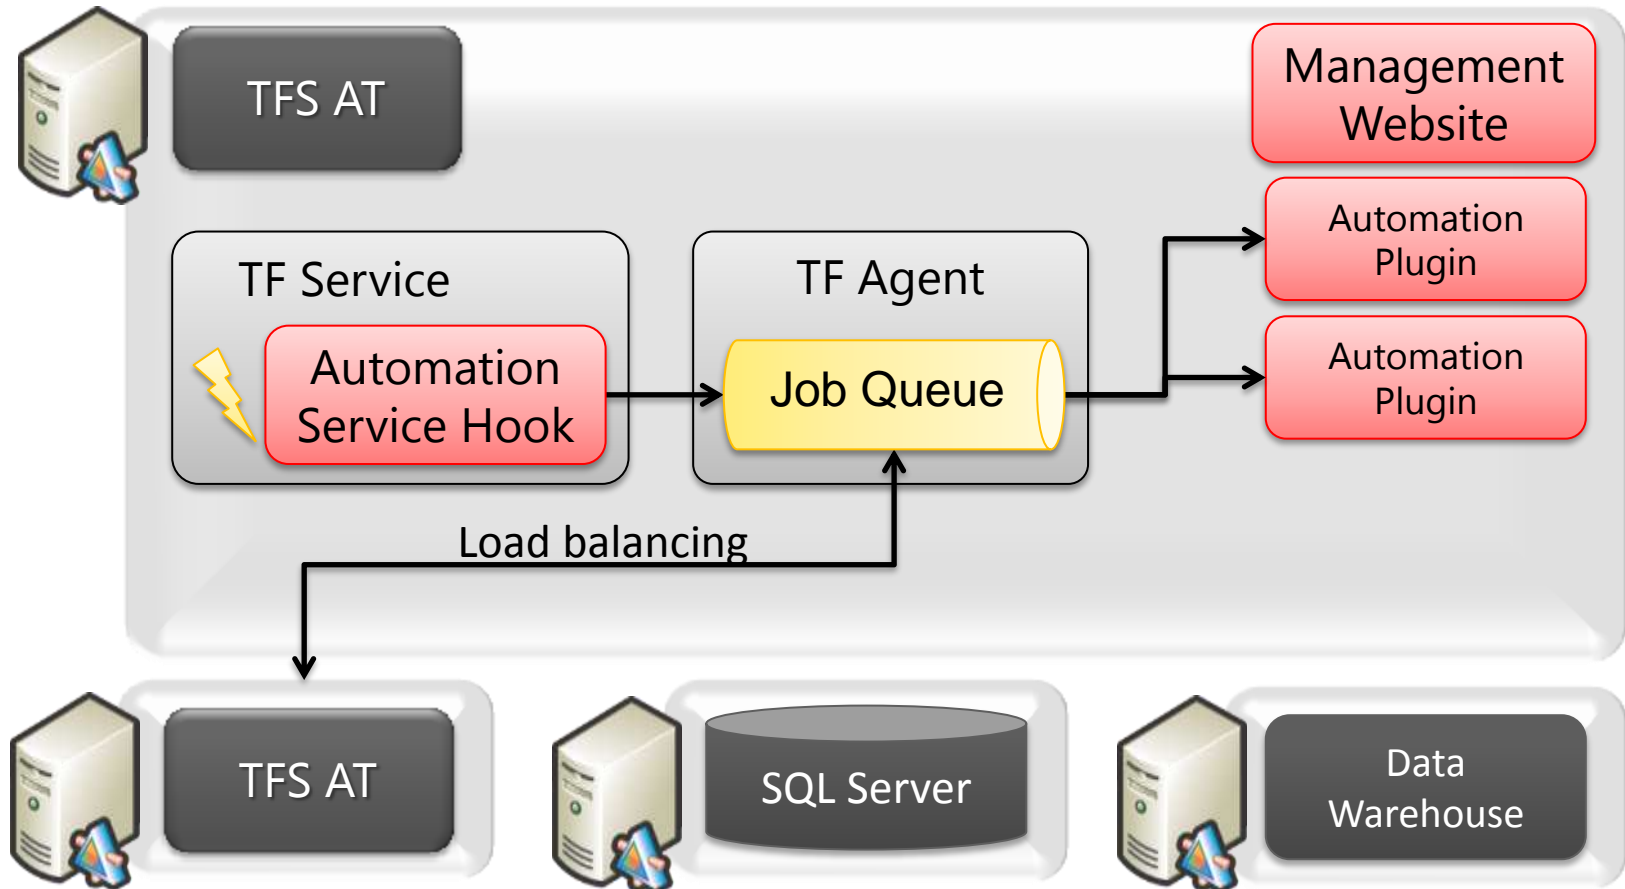 TFS AT
Management
Website
Automation
Plugin
TF Service
TF Agent
Automation
Service Hook
Job Queue
Automation
Plugin
Load balancing
TFS AT
SQL Server
Data
Warehouse